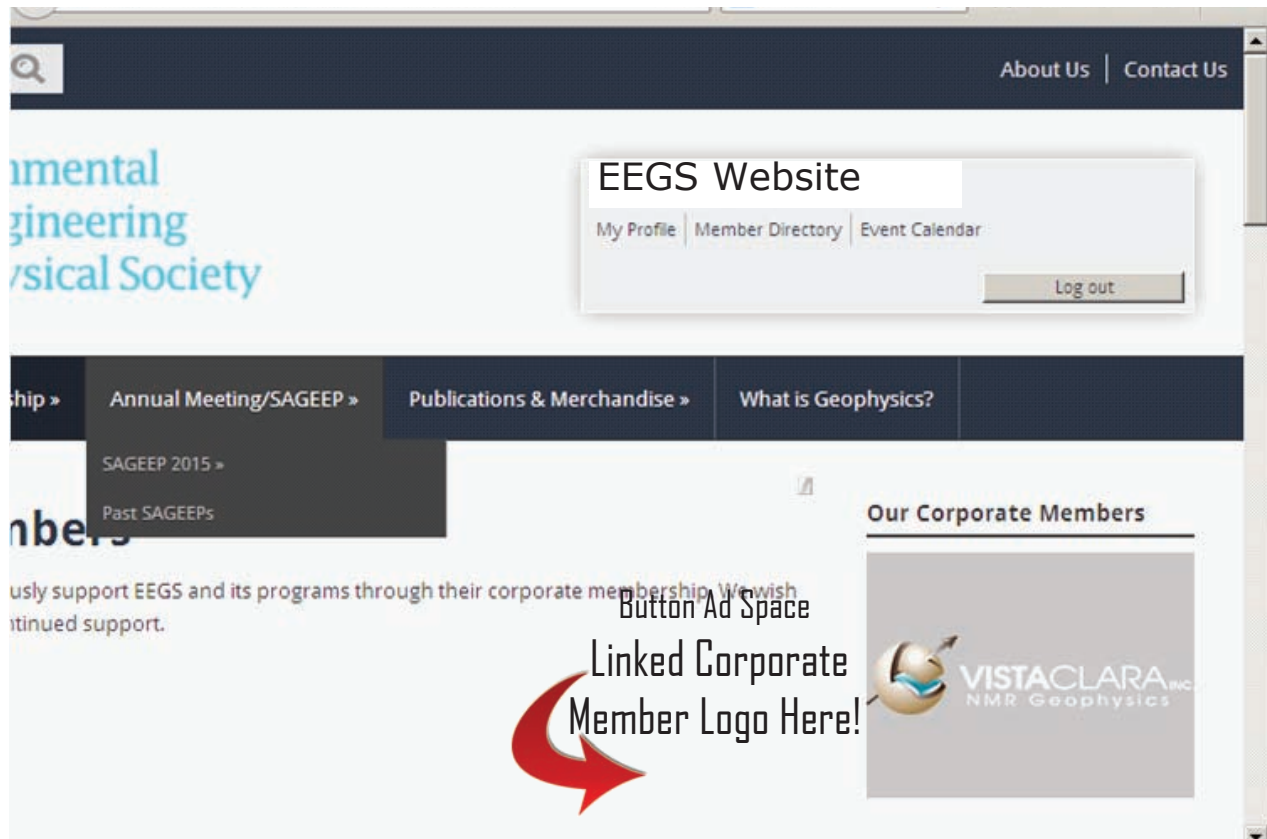 About Us
Contact Us
nmental
gineering
ysical Society
EEGS Website
My Profile
Member Directory
Event Calendar
Log out
ship »
Annual Meeting/SAGEEP »
Publications & Merchandise »
What is Geophysics?
SAGEEP 2015 »
Past SAGEEPs
mbers
Our Corporate Members
usly support EEGS and its programs through their corporate membership. We wish
ntinued support.
Button Ad Space
Linked Corporate
Member Logo Here!
VISTACLARA INC.
NMR Geophysics